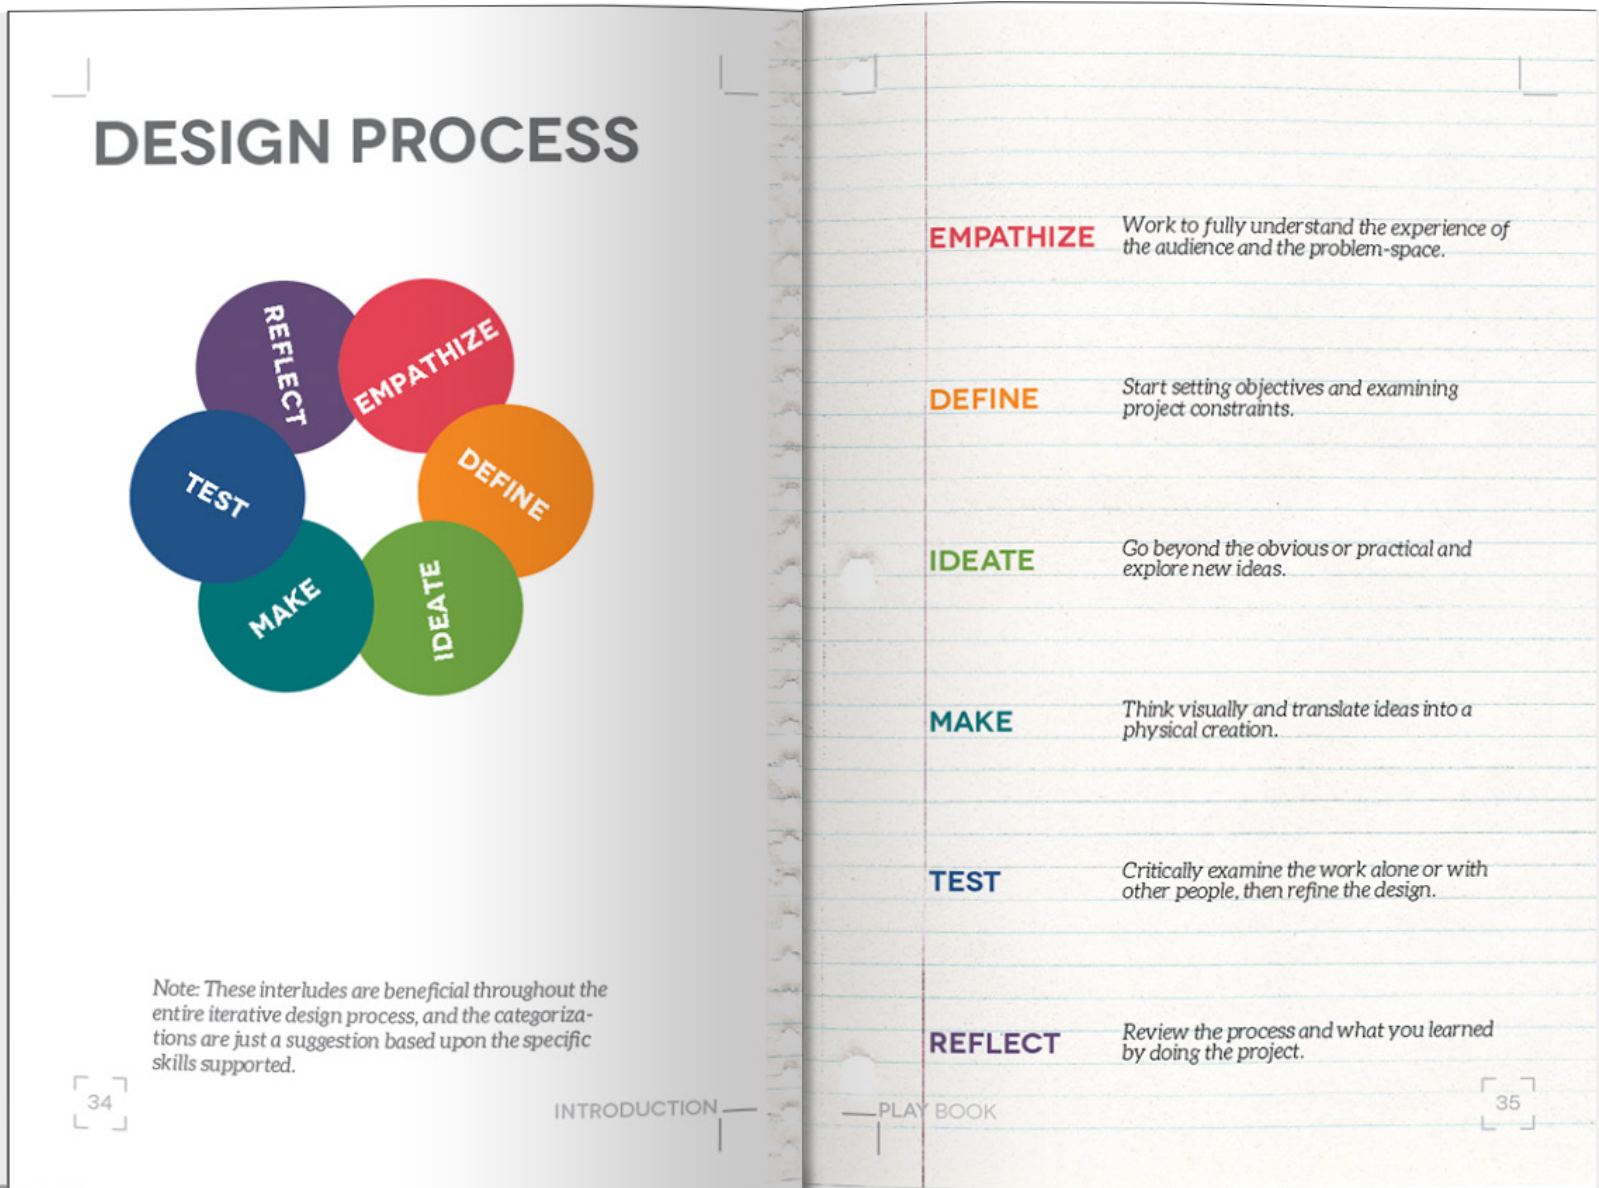 DESIGN PROCESS
REFLECT
EMPATHIZE
TEST
DEFINE
MAKE
IDEATE
Note: These interludes are beneficial throughout the
entire iterative design process, and the categoriza-
tions are just a suggestion based upon the specific
skills supported.
34
INTRODUCTION
EMPATHIZE
Work to fully understand the experience of
the audience and the problem-space.
DEFINE
Start setting objectives and examining
project constraints.
IDEATE
Go beyond the obvious or practical and
explore new ideas.
MAKE
Think visually and translate ideas into a
physical creation.
TEST
Critically examine the work alone or with
other people, then refine the design.
REFLECT
Review the process and what you learned
by doing the project.
PLAY BOOK
35